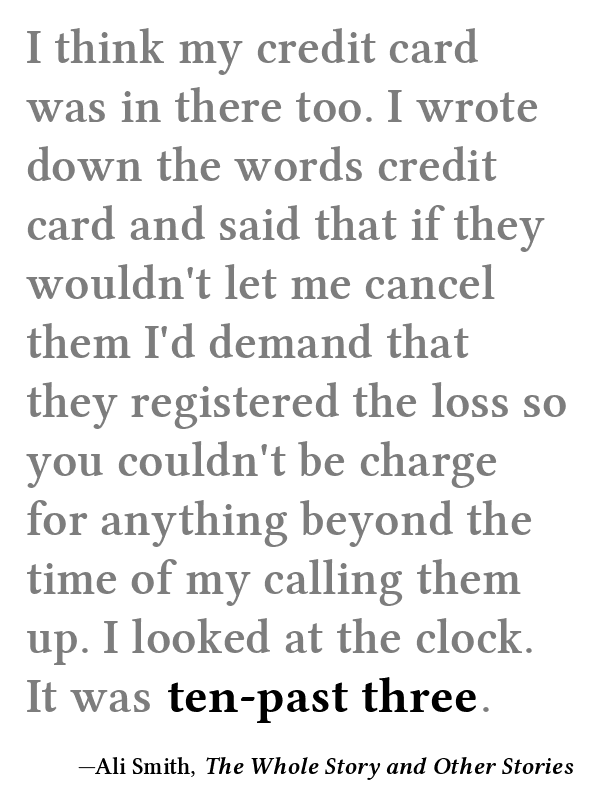 I think my credit card
was in there too. I wrote
down the words credit
card and said that if they
wouldn't let me cancel
them I'd demand that
they registered the loss so
you couldn't be charge
for anything beyond the
time of my calling them
up. I looked at the clock.
It was ten-past three.
—Ali Smith, The Whole Story and Other Stories